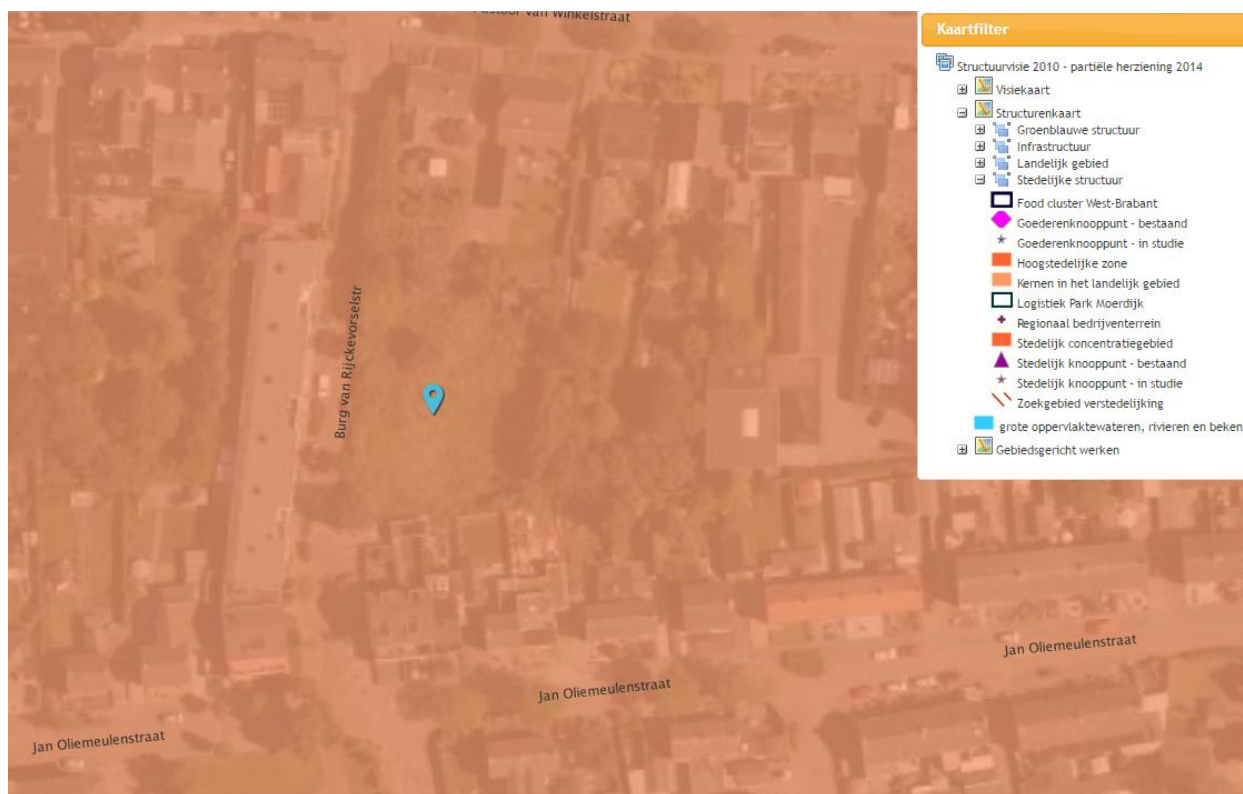 Pastoor van Winkelstraat
Burg van Rijckevorselstr
Jan Oliemeulenstraat
Jan Oliemeulenstraat
Jan Oliemeulenstraat
Kaartfilter
Structuurvisie 2010 - partiële herziening 2014
Visiekaart
Structurenkaart
Groenblauwe structuur
Infrastructuur
Landelijk gebied
Stedelijke structuur
Food cluster West-Brabant
Goederenknooppunt - bestaand
Goederenknooppunt - in studie
Hoogstedelijke zone
Kernen in het landelijk gebied
Logistiek Park Moerdijk
Regionaal bedrijventerrein
Stedelijk concentratiegebied
Stedelijk knooppunt - bestaand
Stedelijk knooppunt - in studie
Zoekgebied verstedelijking
grote oppervlaktewateren, rivieren en beken
Gebiedsgericht werken